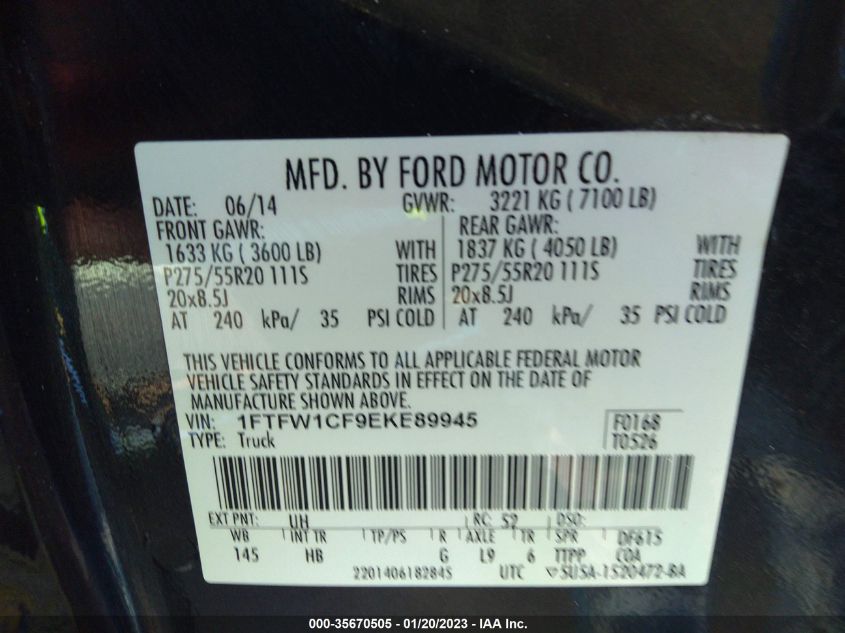 MFD. BY FORD MOTOR CO.
DATE: 06/14 GVWR: 3221 KG ( 7100 LB)
FRONT GAWR: REAR GAWR:
1633 KG ( 3600 LB) WITH 1837 KG ( 4050 LB) WITH
P275/55R20 111S TIRES P275/55R20 111S TIRES
20x8.5J RIMS 20x8.5J RIMS
AT 240 kPa/ 35 PSI COLD AT 240 kPa/ 35 PSI COLD
THIS VEHICLE CONFORMS TO ALL APPLICABLE FEDERAL MOTOR
VEHICLE SAFETY STANDARDS IN EFFECT ON THE DATE OF
MANUFACTURE SHOWN ABOVE.
VIN: 1FTFW1CF9EKE89945 F0168
TYPE: Truck T0526
EXT PNT: UH RC: 52 DSO:
WB INT TR TP/PS R AXLE TR SPR DF615
145 HB G L9 6 TTPP COA
220140618284S UTC ▽5U5A-1520472-BA
000-35670505 - 01/20/2023 - IAA Inc.